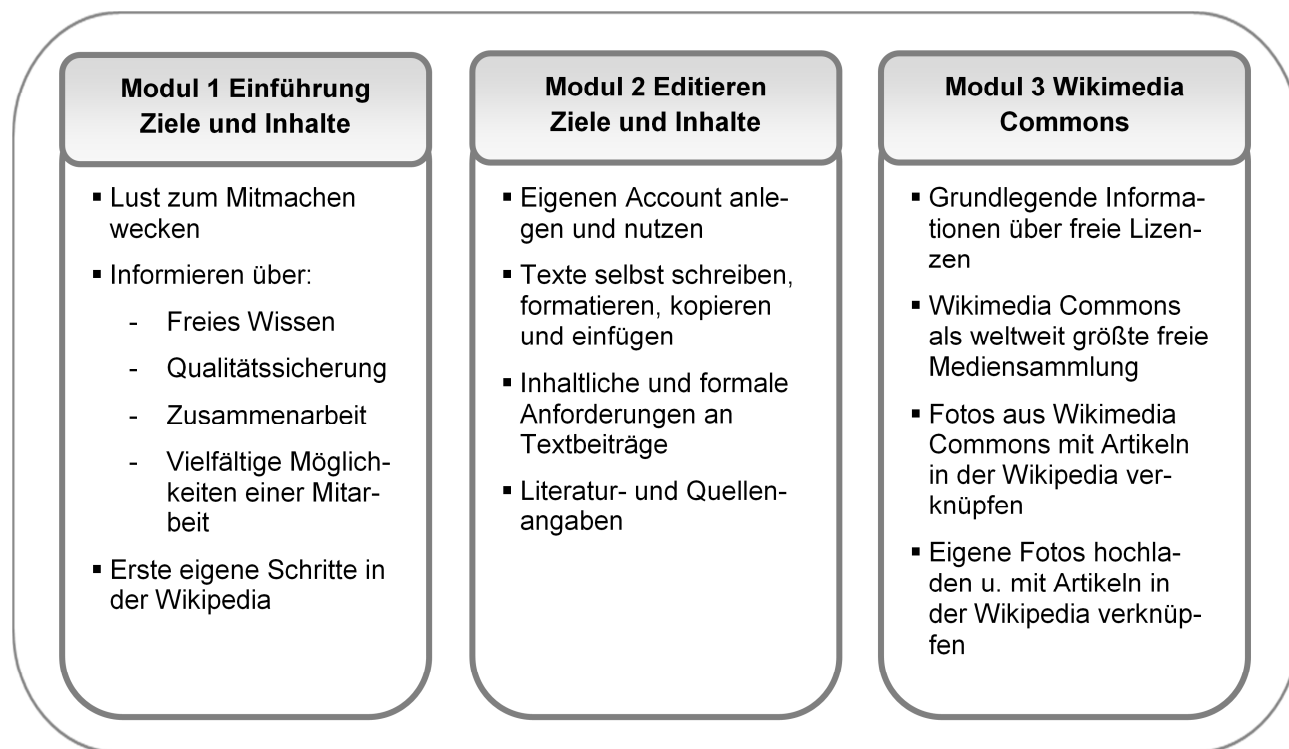 Modul 1 Einführung
Ziele und Inhalte
▪ Lust zum Mitmachen
wecken
▪ Informieren über:
- Freies Wissen
- Qualitätssicherung
- Zusammenarbeit
- Vielfältige Möglich-
keiten einer Mitar-
beit
▪ Erste eigene Schritte in
der Wikipedia
Modul 2 Editieren
Ziele und Inhalte
▪ Eigenen Account anle-
gen und nutzen
▪ Texte selbst schreiben,
formatieren, kopieren
und einfügen
▪ Inhaltliche und formale
Anforderungen an
Textbeiträge
▪ Literatur- und Quellen-
angaben
Modul 3 Wikimedia
Commons
▪ Grundlegende Informa-
tionen über freie Lizen-
zen
▪ Wikimedia Commons
als weltweit größte freie
Mediensammlung
▪ Fotos aus Wikimedia
Commons mit Artikeln
in der Wikipedia ver-
knüpfen
▪ Eigene Fotos hochla-
den u. mit Artikeln in
der Wikipedia verknüp-
fen